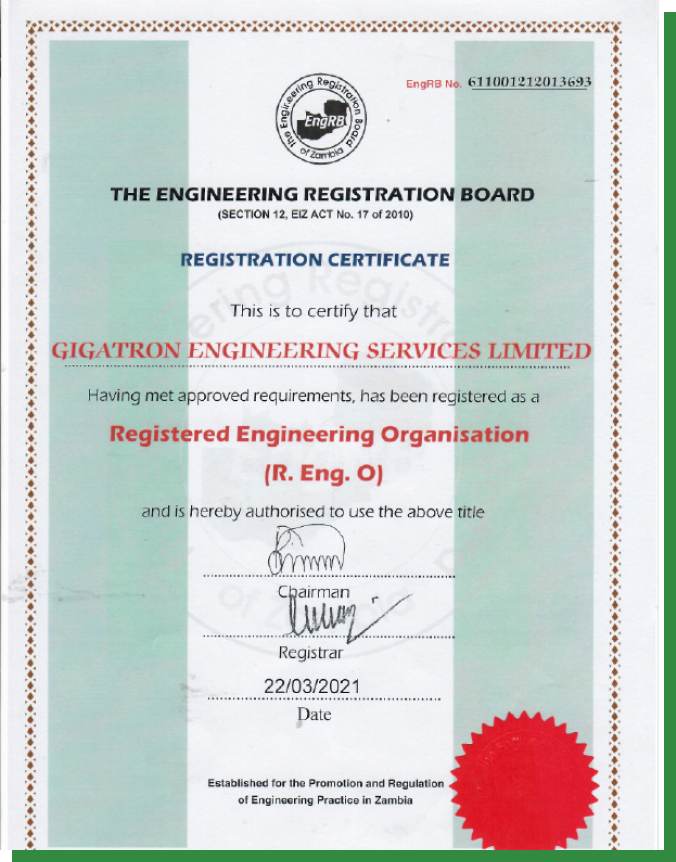 EngRB No. 611001212013693
The Engineering Registration Board
of Zambia
EngRB
THE ENGINEERING REGISTRATION BOARD
(SECTION 12, EIZ ACT No. 17 of 2010)
REGISTRATION CERTIFICATE
This is to certify that
GIGATRON ENGINEERING SERVICES LIMITED
Having met approved requirements, has been registered as a
Registered Engineering Organisation
(R. Eng. O)
and is hereby authorised to use the above title
Chairman
Registrar
22/03/2021
Date
Established for the Promotion and Regulation
of Engineering Practice in Zambia